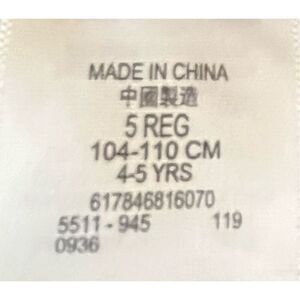 MADE IN CHINA
中國製造
5 REG
104-110 CM
4-5 YRS
617846816070
5511-945 119
0936